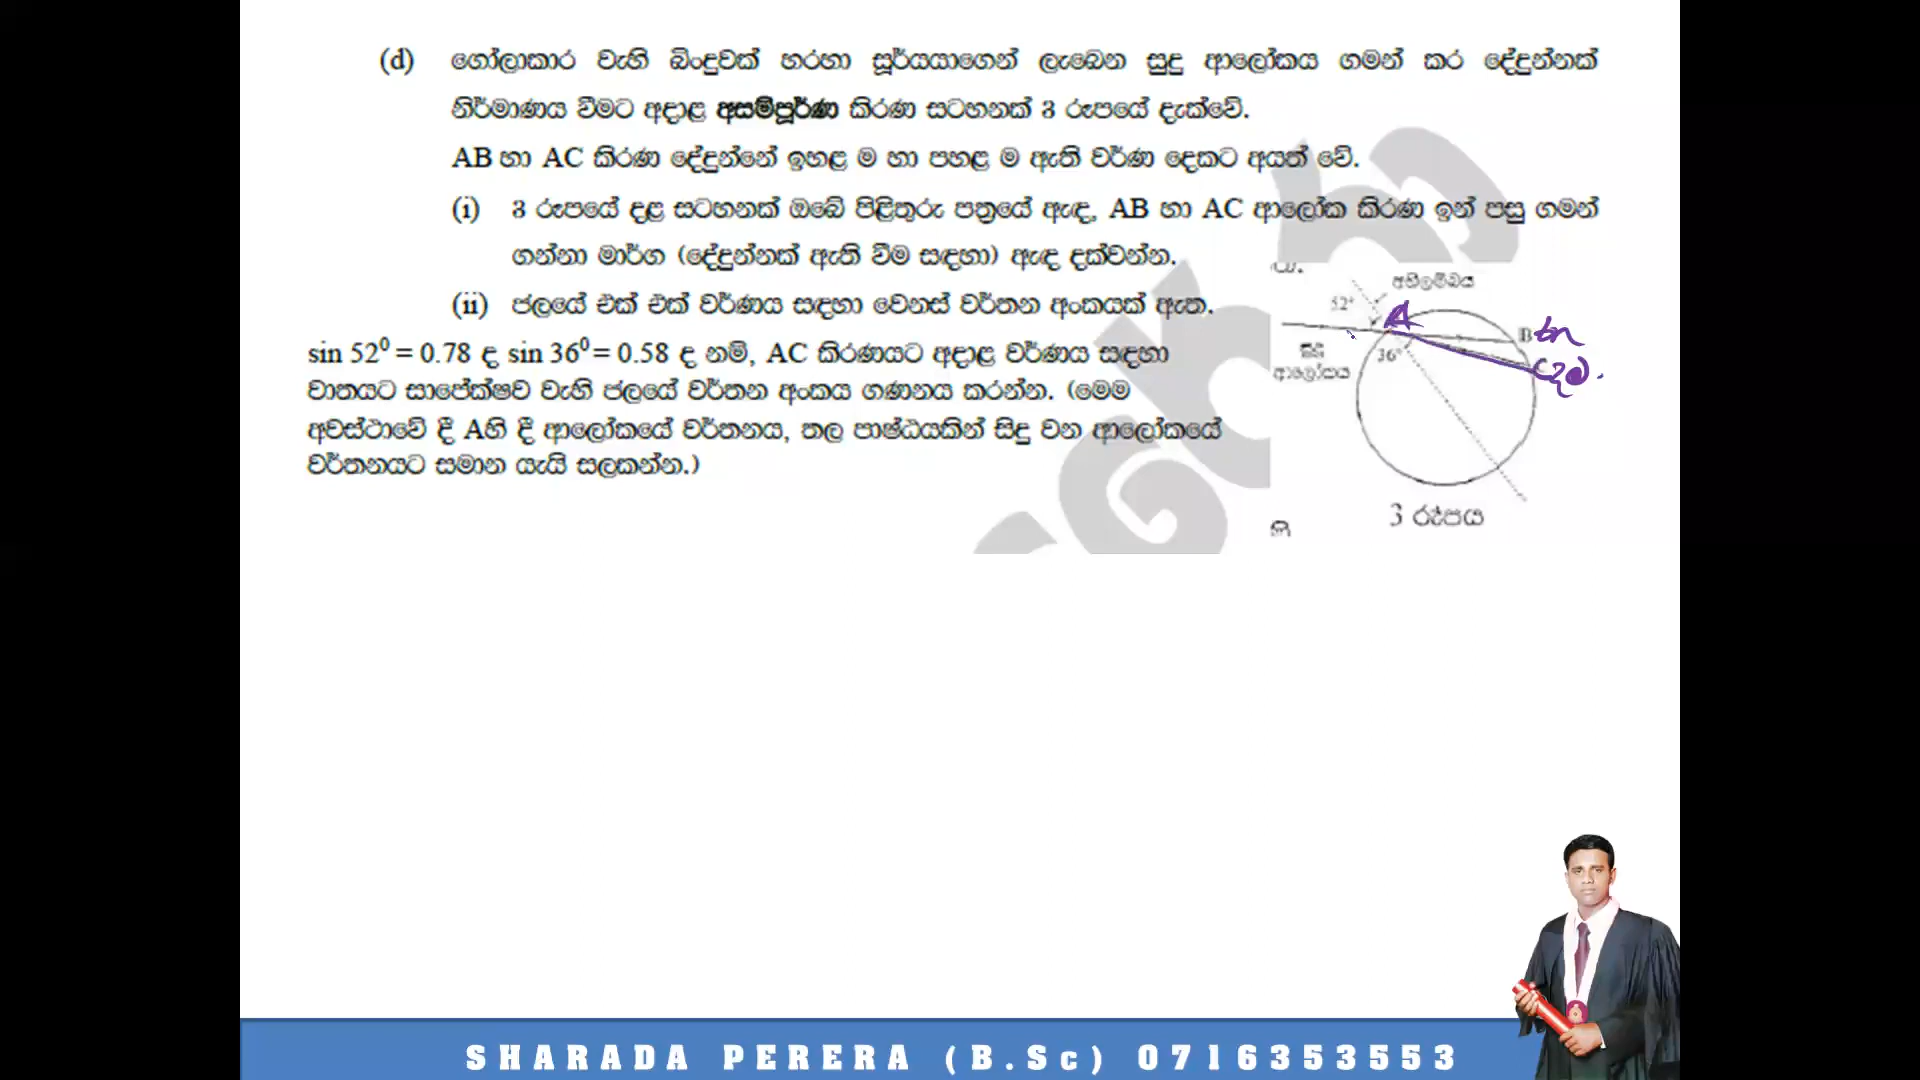 (d) ගෝලාකාර වැහි බිංදුවක් හරහා සූර්යයාගෙන් ලැබෙන සුදු ආලෝකය ගමන් කර දේදුන්නක්
නිර්මාණය වීමට අදාළ අසම්පූර්ණ කිරණ සටහනක් 3 රූපයේ දැක්වේ.
AB හා AC කිරණ දේදුන්නේ ඉහළ ම හා පහළ ම ඇති වර්ණ දෙකට අයත් වේ.
(i) 3 රූපයේ දළ සටහනක් ඔබේ පිළිතුරු පත්‍රයේ ඇඳ, AB හා AC ආලෝක කිරණ ඉන් පසු ගමන්
ගන්නා මාර්ග (දේදුන්නක් ඇති වීම සඳහා) ඇඳ දක්වන්න.
(ii) ජලයේ එක් එක් වර්ණය සඳහා වෙනස් වර්තන අංකයක් ඇත.
sin 52⁰ = 0.78 ද sin 36⁰ = 0.58 ද නම්, AC කිරණයට අදාළ වර්ණය සඳහා
වාතයට සාපේක්ෂව වැහි ජලයේ වර්තන අංකය ගණනය කරන්න. (මෙම
අවස්ථාවේ දී Aහි දී ආලෝකයේ වර්තනය, තල පෘෂ්ඨයකින් සිදු වන ආලෝකයේ
වර්තනයට සමාන යැයි සලකන්න.)
අභිලම්බය
52°
A
B
සුදු
ආලෝකය
36°
C
3 රූපය
SHARADA PERERA (B.Sc) 0716353553